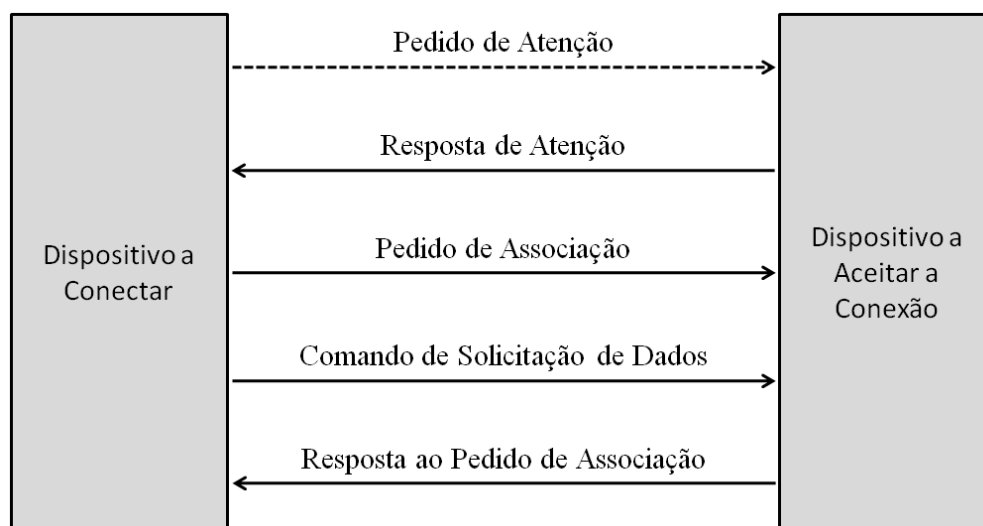 Pedido de Atenção
Resposta de Atenção
Dispositivo a
Conectar
Pedido de Associação
Dispositivo a
Aceitar a
Conexão
Comando de Solicitação de Dados
Resposta ao Pedido de Associação